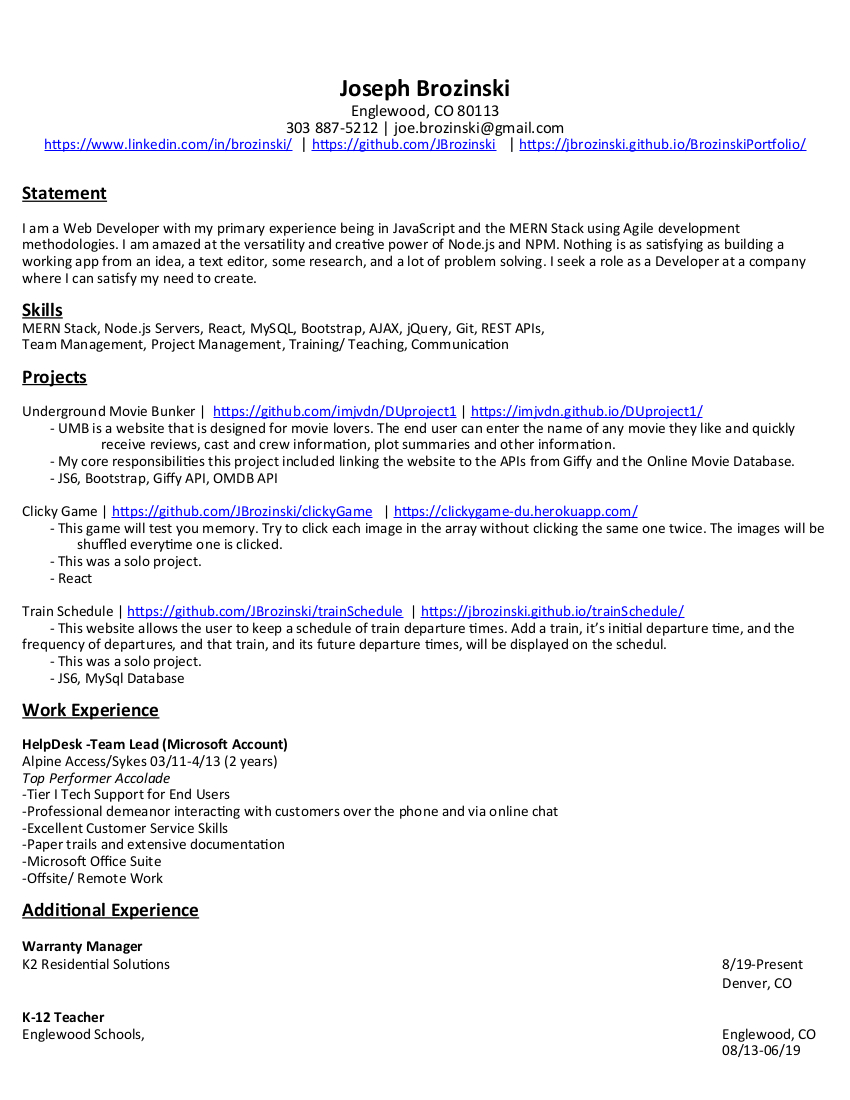 Joseph Brozinski
Englewood, CO 80113
303 887-5212 | joe.brozinski@gmail.com
https://www.linkedin.com/in/brozinski/ | https://github.com/JBrozinski | https://jbrozinski.github.io/BrozinskiPortfolio/
Statement
I am a Web Developer with my primary experience being in JavaScript and the MERN Stack using Agile development
methodologies. I am amazed at the versatility and creative power of Node.js and NPM. Nothing is as satisfying as building a
working app from an idea, a text editor, some research, and a lot of problem solving. I seek a role as a Developer at a company
where I can satisfy my need to create.
Skills
MERN Stack, Node.js Servers, React, MySQL, Bootstrap, AJAX, jQuery, Git, REST APIs,
Team Management, Project Management, Training/ Teaching, Communication
Projects
Underground Movie Bunker | https://github.com/imjvdn/DUproject1 | https://imjvdn.github.io/DUproject1/
- UMB is a website that is designed for movie lovers. The end user can enter the name of any movie they like and quickly
receive reviews, cast and crew information, plot summaries and other information.
- My core responsibilities this project included linking the website to the APIs from Giffy and the Online Movie Database.
- JS6, Bootstrap, Giffy API, OMDB API
Clicky Game | https://github.com/JBrozinski/clickyGame | https://clickygame-du.herokuapp.com/
- This game will test you memory. Try to click each image in the array without clicking the same one twice. The images will be
shuffled everytime one is clicked.
- This was a solo project.
- React
Train Schedule | https://github.com/JBrozinski/trainSchedule | https://jbrozinski.github.io/trainSchedule/
- This website allows the user to keep a schedule of train departure times. Add a train, it’s initial departure time, and the
frequency of departures, and that train, and its future departure times, will be displayed on the schedul.
- This was a solo project.
- JS6, MySql Database
Work Experience
HelpDesk -Team Lead (Microsoft Account)
Alpine Access/Sykes 03/11-4/13 (2 years)
Top Performer Accolade
-Tier I Tech Support for End Users
-Professional demeanor interacting with customers over the phone and via online chat
-Excellent Customer Service Skills
-Paper trails and extensive documentation
-Microsoft Office Suite
-Offsite/ Remote Work
Additional Experience
Warranty Manager
K2 Residential Solutions 8/19-Present
Denver, CO
K-12 Teacher
Englewood Schools, Englewood, CO
08/13-06/19